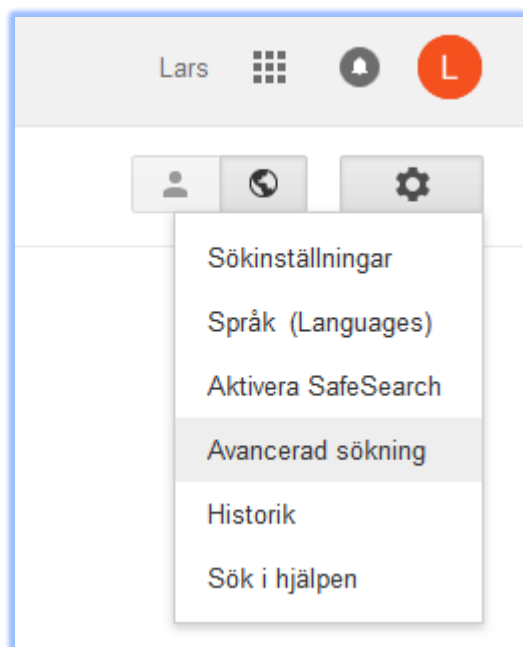 Lars
L
Sökinställningar
Språk (Languages)
Aktivera SafeSearch
Avancerad sökning
Historik
Sök i hjälpen